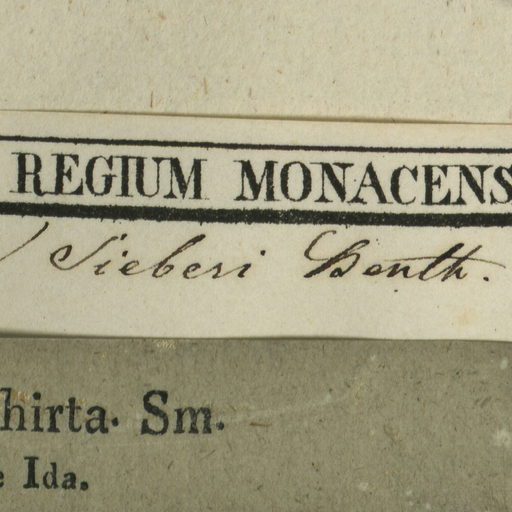 REGIUM MONACENS
Sieberi Benth.
hirta. Sm.
e Ida.